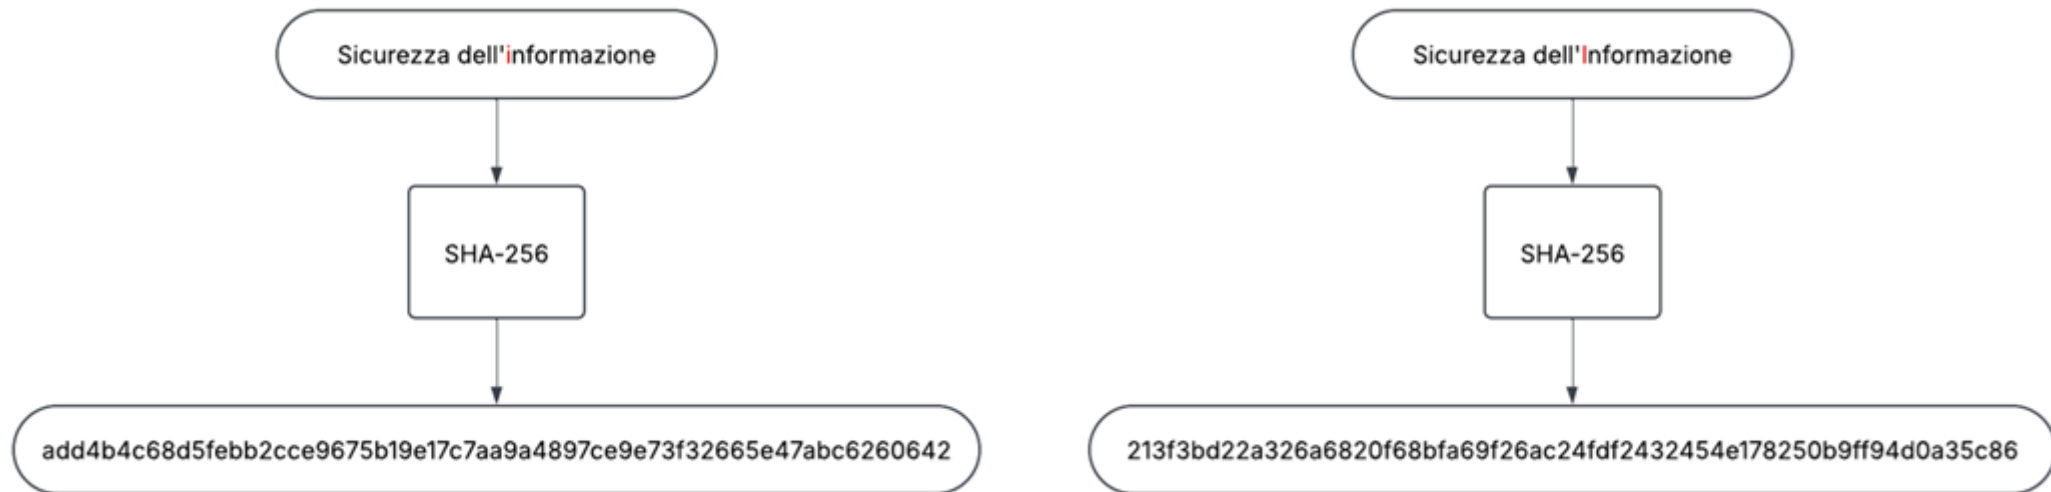 Sicurezza dell'informazione
SHA-256
add4b4c68d5febb2cce9675b19e17c7aa9a4897ce9e73f32665e47abc6260642
Sicurezza dell'Informazione
SHA-256
213f3bd22a326a6820f68bfa69f26ac24fdf2432454e178250b9ff94d0a35c86